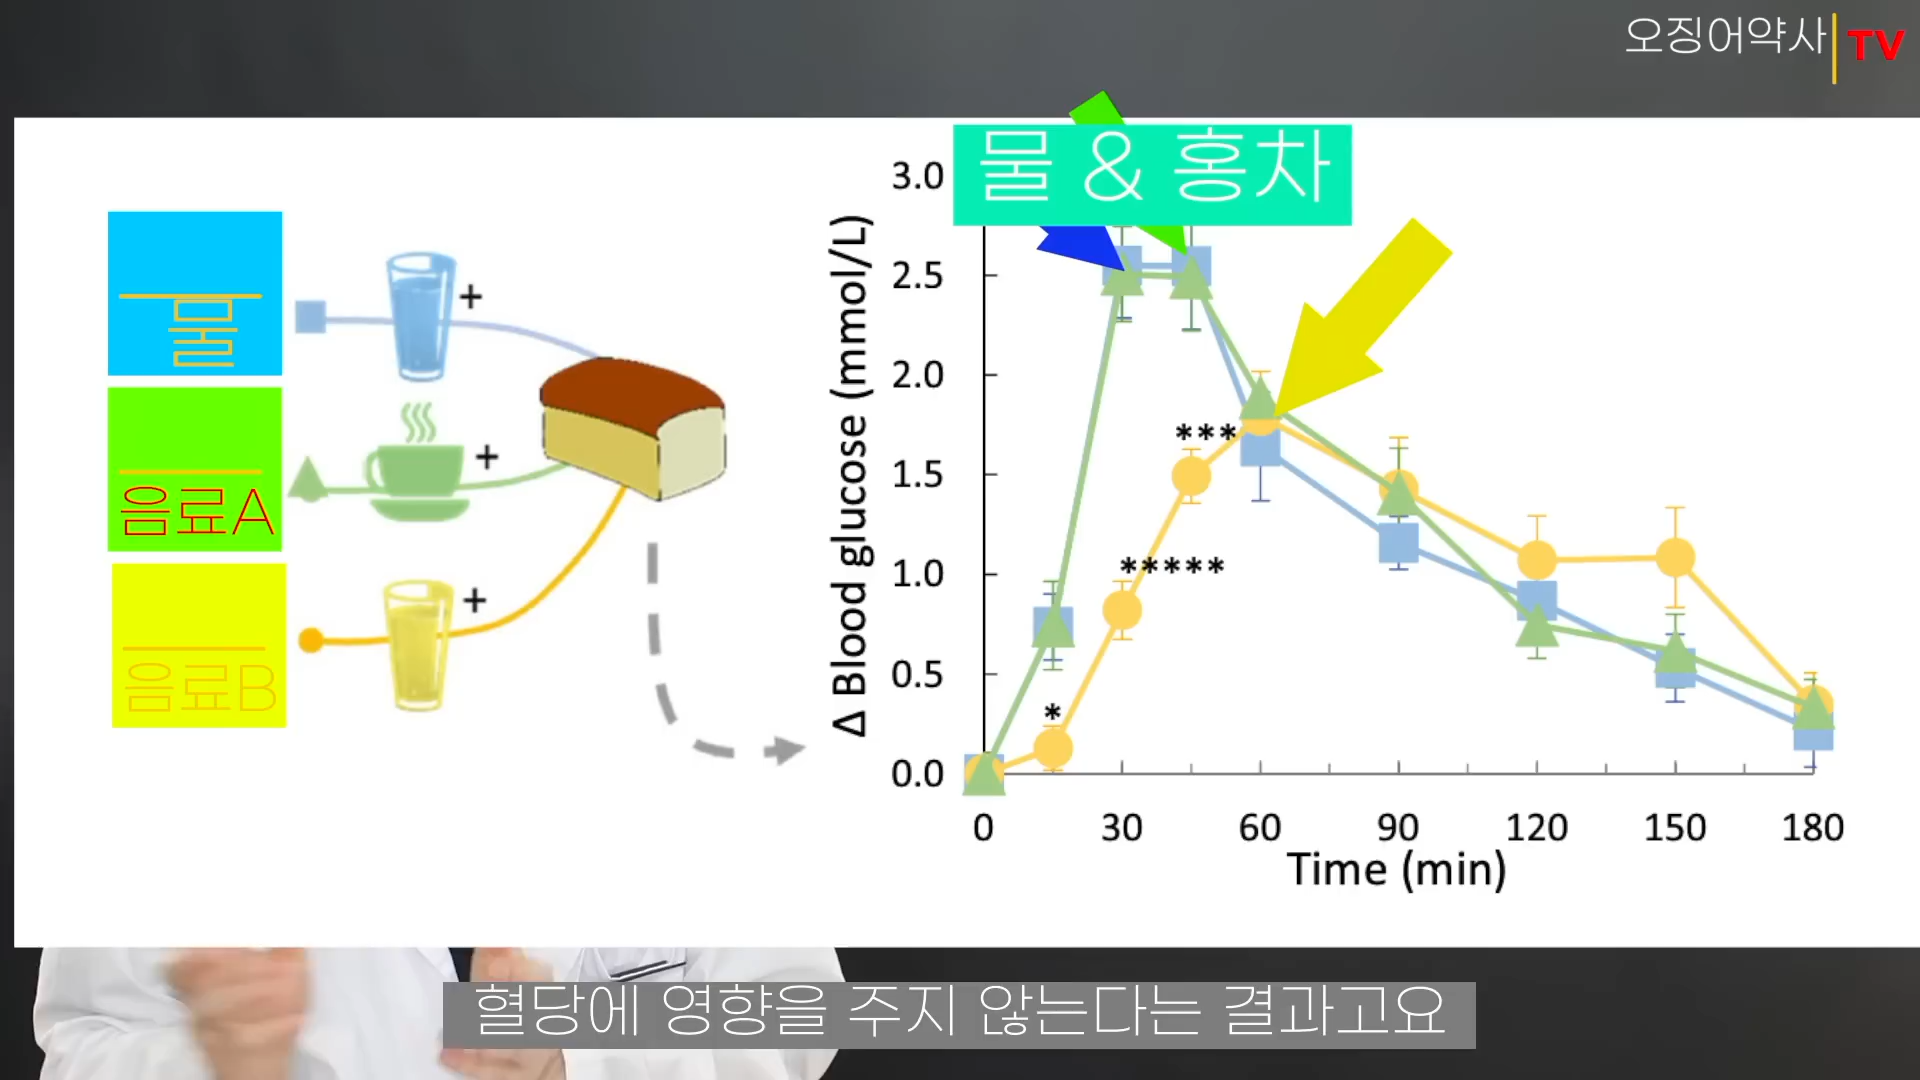 오징어약사 TV
물 & 홍차
물
음료A
음료B
+
+
+
Δ Blood glucose (mmol/L)
3.0
2.5
2.0
1.5
1.0
0.5
0.0
***
*****
*
0 30 60 90 120 150 180
Time (min)
혈당에 영향을 주지 않는다는 결과고요